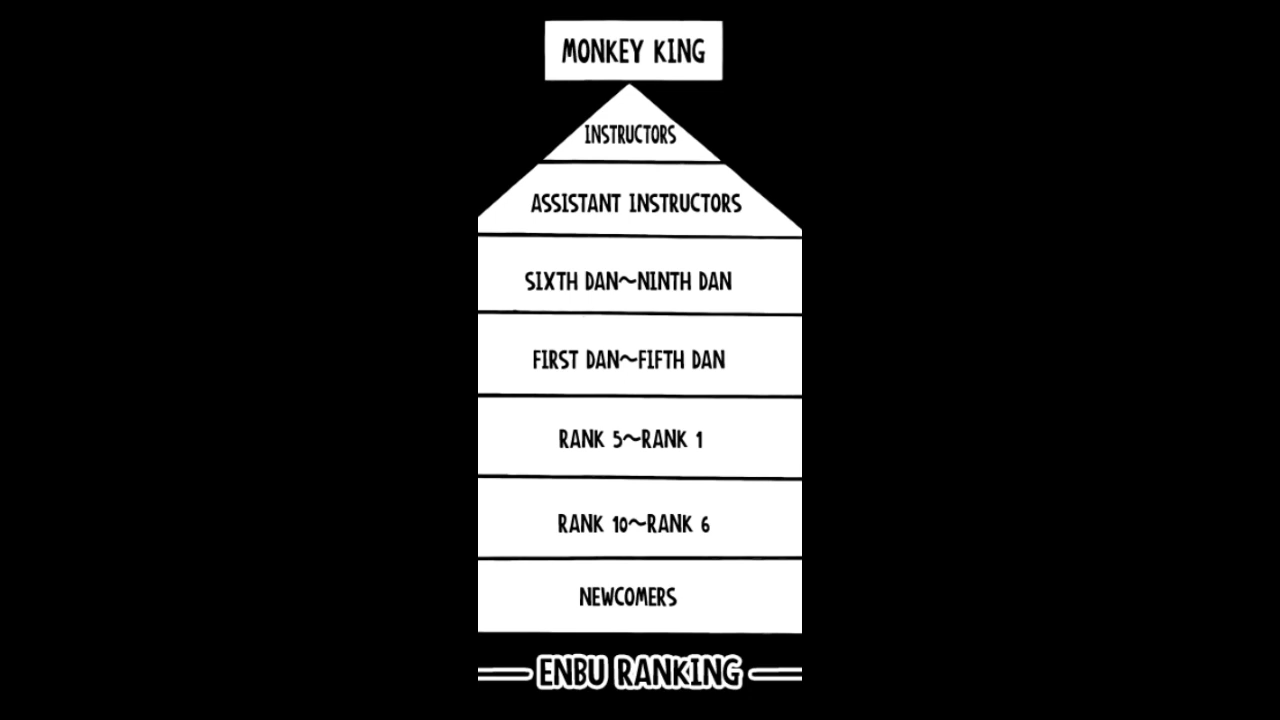 MONKEY KING
INSTRUCTORS
ASSISTANT INSTRUCTORS
SIXTH DAN~NINTH DAN
FIRST DAN~FIFTH DAN
RANK 5~RANK 1
RANK 10~RANK 6
NEWCOMERS
ENBU RANKING